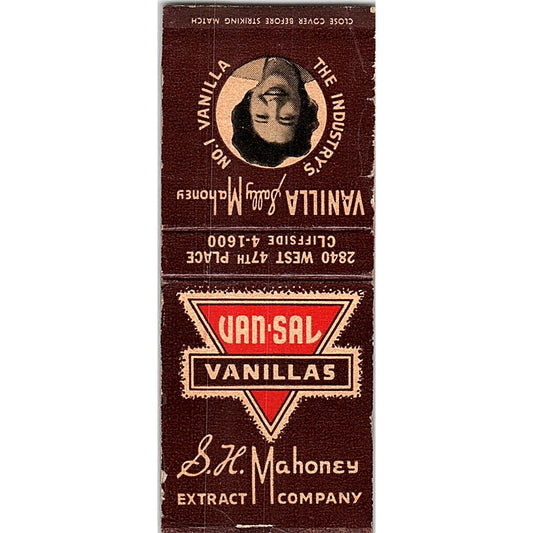 CLOSE COVER BEFORE STRIKING MATCH
THE INDUSTRY'S
NO. 1 VANILLA
VANILLA Sally Mahoney
2840 WEST 47TH PLACE
CLIFFSIDE 4-1600
VAN-SAL
VANILLAS
S. H. Mahoney
EXTRACT COMPANY